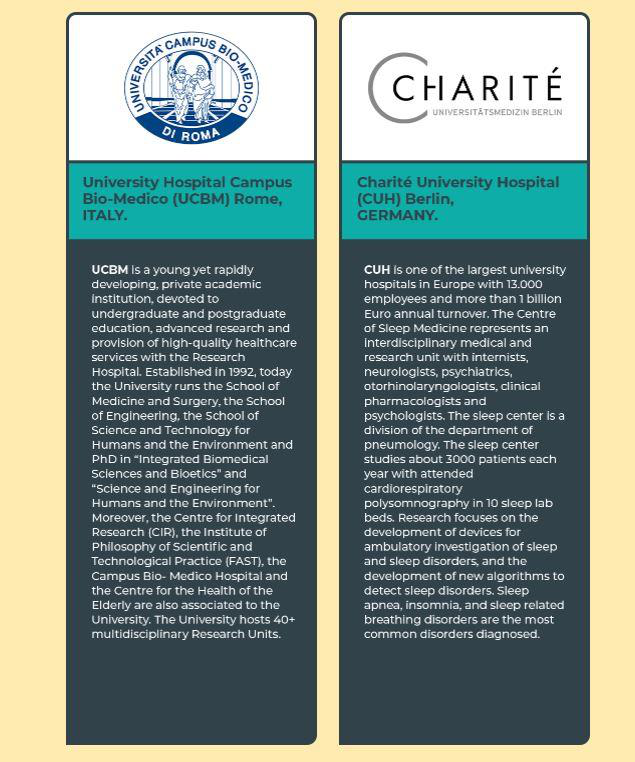 UNIVERSITA' CAMPUS BIO-MEDICO
DI ROMA
University Hospital Campus
Bio-Medico (UCBM) Rome,
ITALY.
UCBM is a young yet rapidly
developing, private academic
institution, devoted to
undergraduate and postgraduate
education, advanced research and
provision of high-quality healthcare
services with the Research
Hospital. Established in 1992, today
the University runs the School of
Medicine and Surgery, the School
of Engineering, the School of
Science and Technology for
Humans and the Environment and
PhD in “Integrated Biomedical
Sciences and Bioetics” and
“Science and Engineering for
Humans and the Environment”.
Moreover, the Centre for Integrated
Research (CIR), the Institute of
Philosophy of Scientific and
Technological Practice (FAST), the
Campus Bio- Medico Hospital and
the Centre for the Health of the
Elderly are also associated to the
University. The University hosts 40+
multidisciplinary Research Units.
CHARITÉ
UNIVERSITÄTSMEDIZIN BERLIN
Charité University Hospital
(CUH) Berlin,
GERMANY.
CUH is one of the largest university
hospitals in Europe with 13.000
employees and more than 1 billion
Euro annual turnover. The Centre
of Sleep Medicine represents an
interdisciplinary medical and
research unit with internists,
neurologists, psychiatrics,
otorhinolaryngologists, clinical
pharmacologists and
psychologists. The sleep center is a
division of the department of
pneumology. The sleep center
studies about 3000 patients each
year with attended
cardiorespiratory
polysomnography in 10 sleep lab
beds. Research focuses on the
development of devices for
ambulatory investigation of sleep
and sleep disorders, and the
development of new algorithms to
detect sleep disorders. Sleep
apnea, insomnia, and sleep related
breathing disorders are the most
common disorders diagnosed.